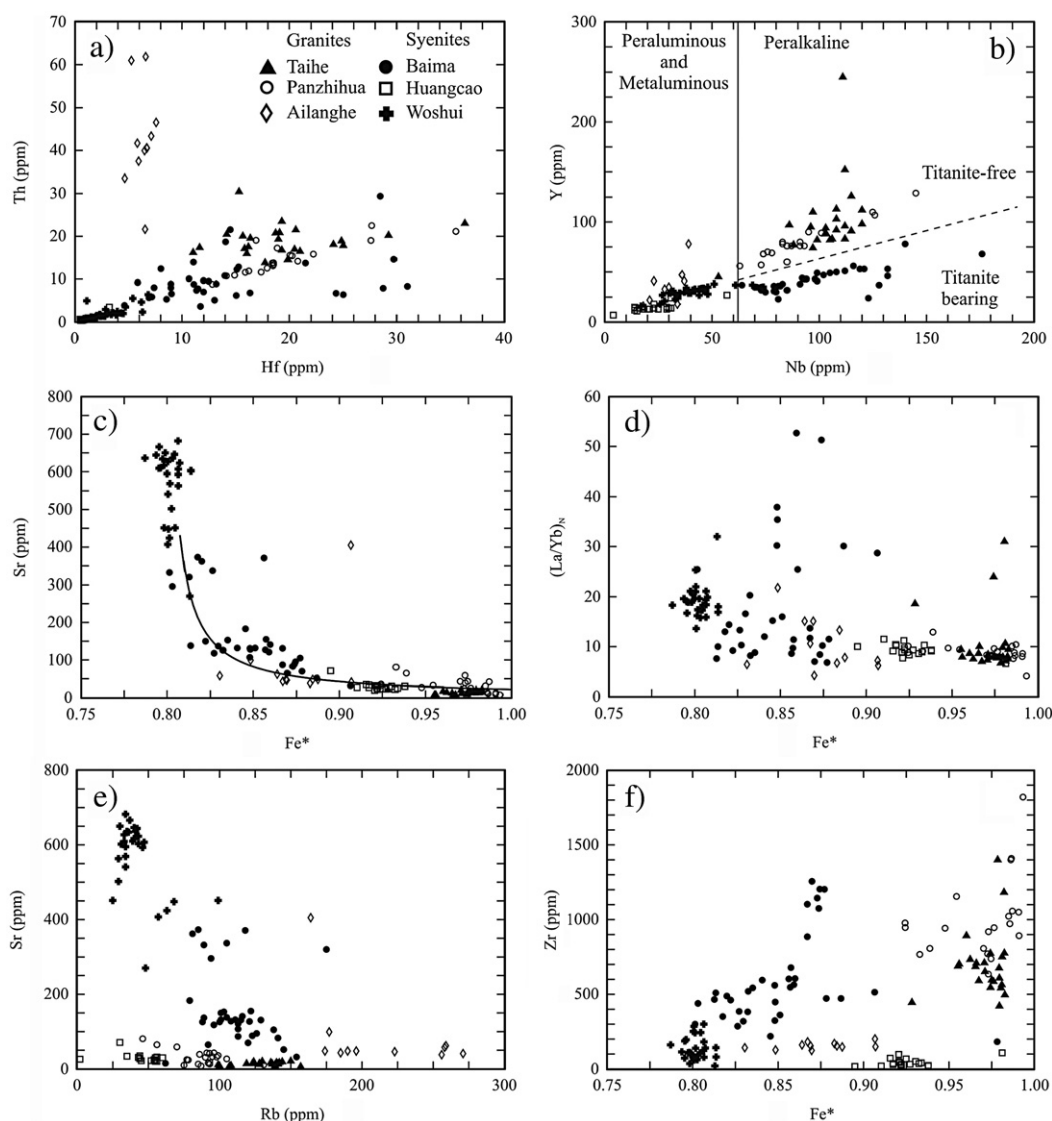 a)
Granites Syenites
Taihe Baima
Panzhihua Huangcao
Ailanghe Woshui
70
60
50
40
30
20
10
0
0 10 20 30 40
Th (ppm)
Hf (ppm)
b)
Peraluminous
and
Metaluminous
Peralkaline
Titanite-free
Titanite
bearing
300
200
100
0
0 50 100 150 200
Y (ppm)
Nb (ppm)
c)
800
700
600
500
400
300
200
100
0
0.75 0.80 0.85 0.90 0.95 1.00
Sr (ppm)
Fe*
d)
60
50
40
30
20
10
0
0.75 0.80 0.85 0.90 0.95 1.00
(La/Yb)N
Fe*
e)
800
600
400
200
0
0 100 200 300
Sr (ppm)
Rb (ppm)
f)
2000
1500
1000
500
0
0.75 0.80 0.85 0.90 0.95 1.00
Zr (ppm)
Fe*